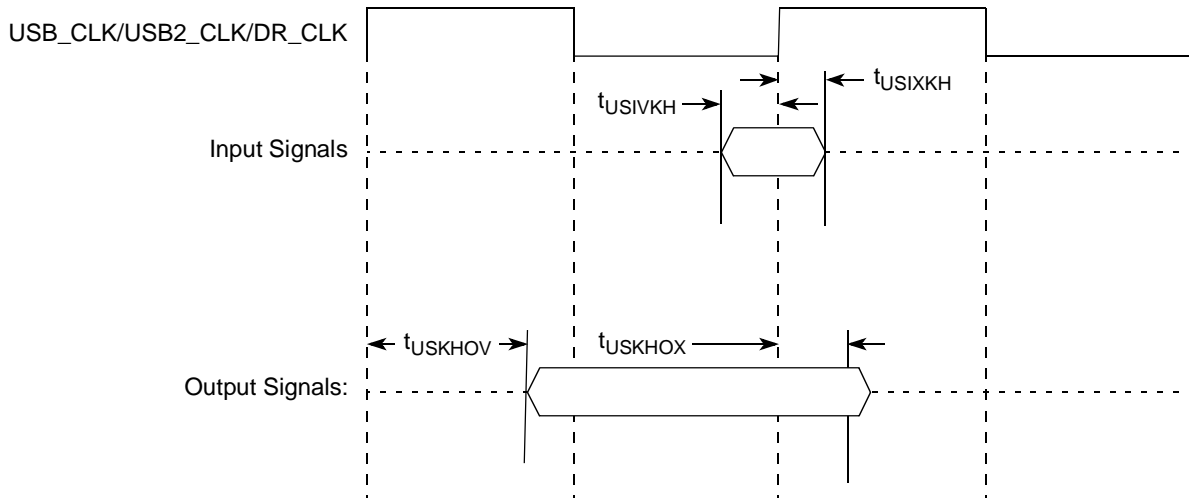 USB_CLK/USB2_CLK/DR_CLK
tUSIXKH
tUSIVKH
Input Signals
tUSKHOV
tUSKHOX
Output Signals: